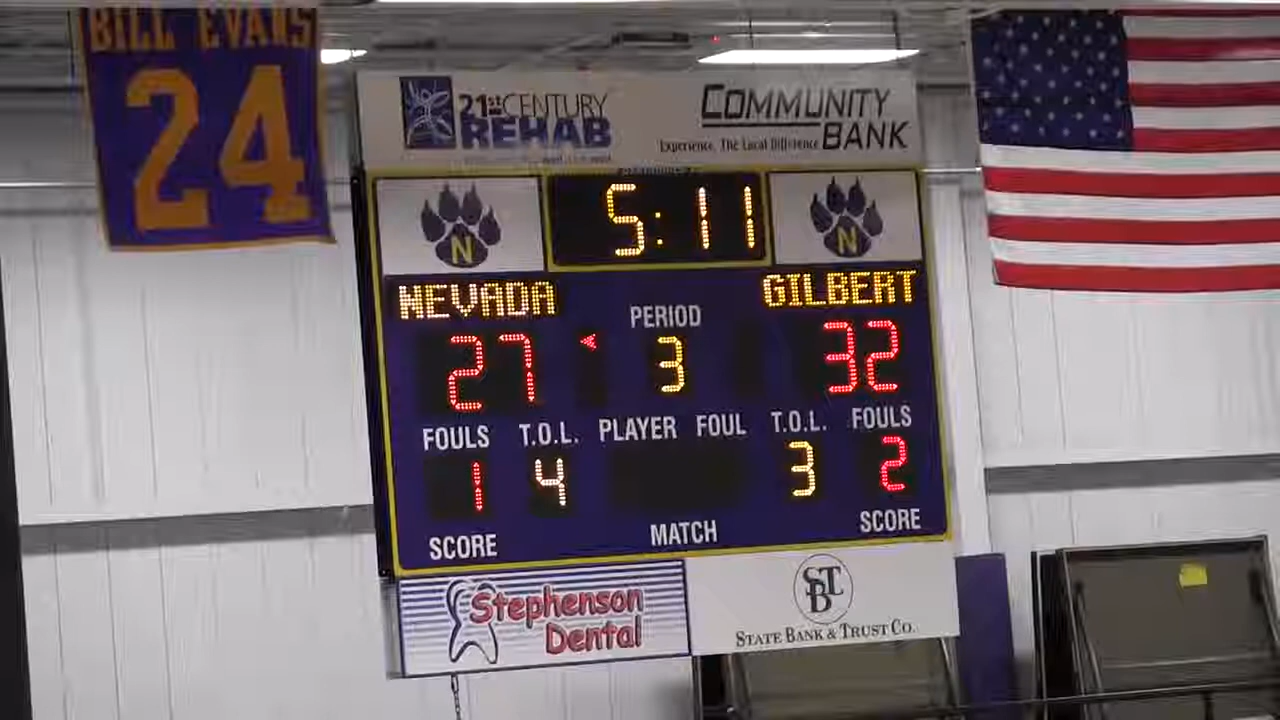 BILL EVANS
24
21st CENTURY
REHAB
COMMUNITY
BANK
Experience. The Local Difference
N
5:11
N
NEVADA
GILBERT
PERIOD
27
3
32
FOULS T.O.L. PLAYER FOUL T.O.L. FOULS
1 4 3 2
SCORE MATCH SCORE
Stephenson
Dental
STBC
STATE BANK & TRUST CO.